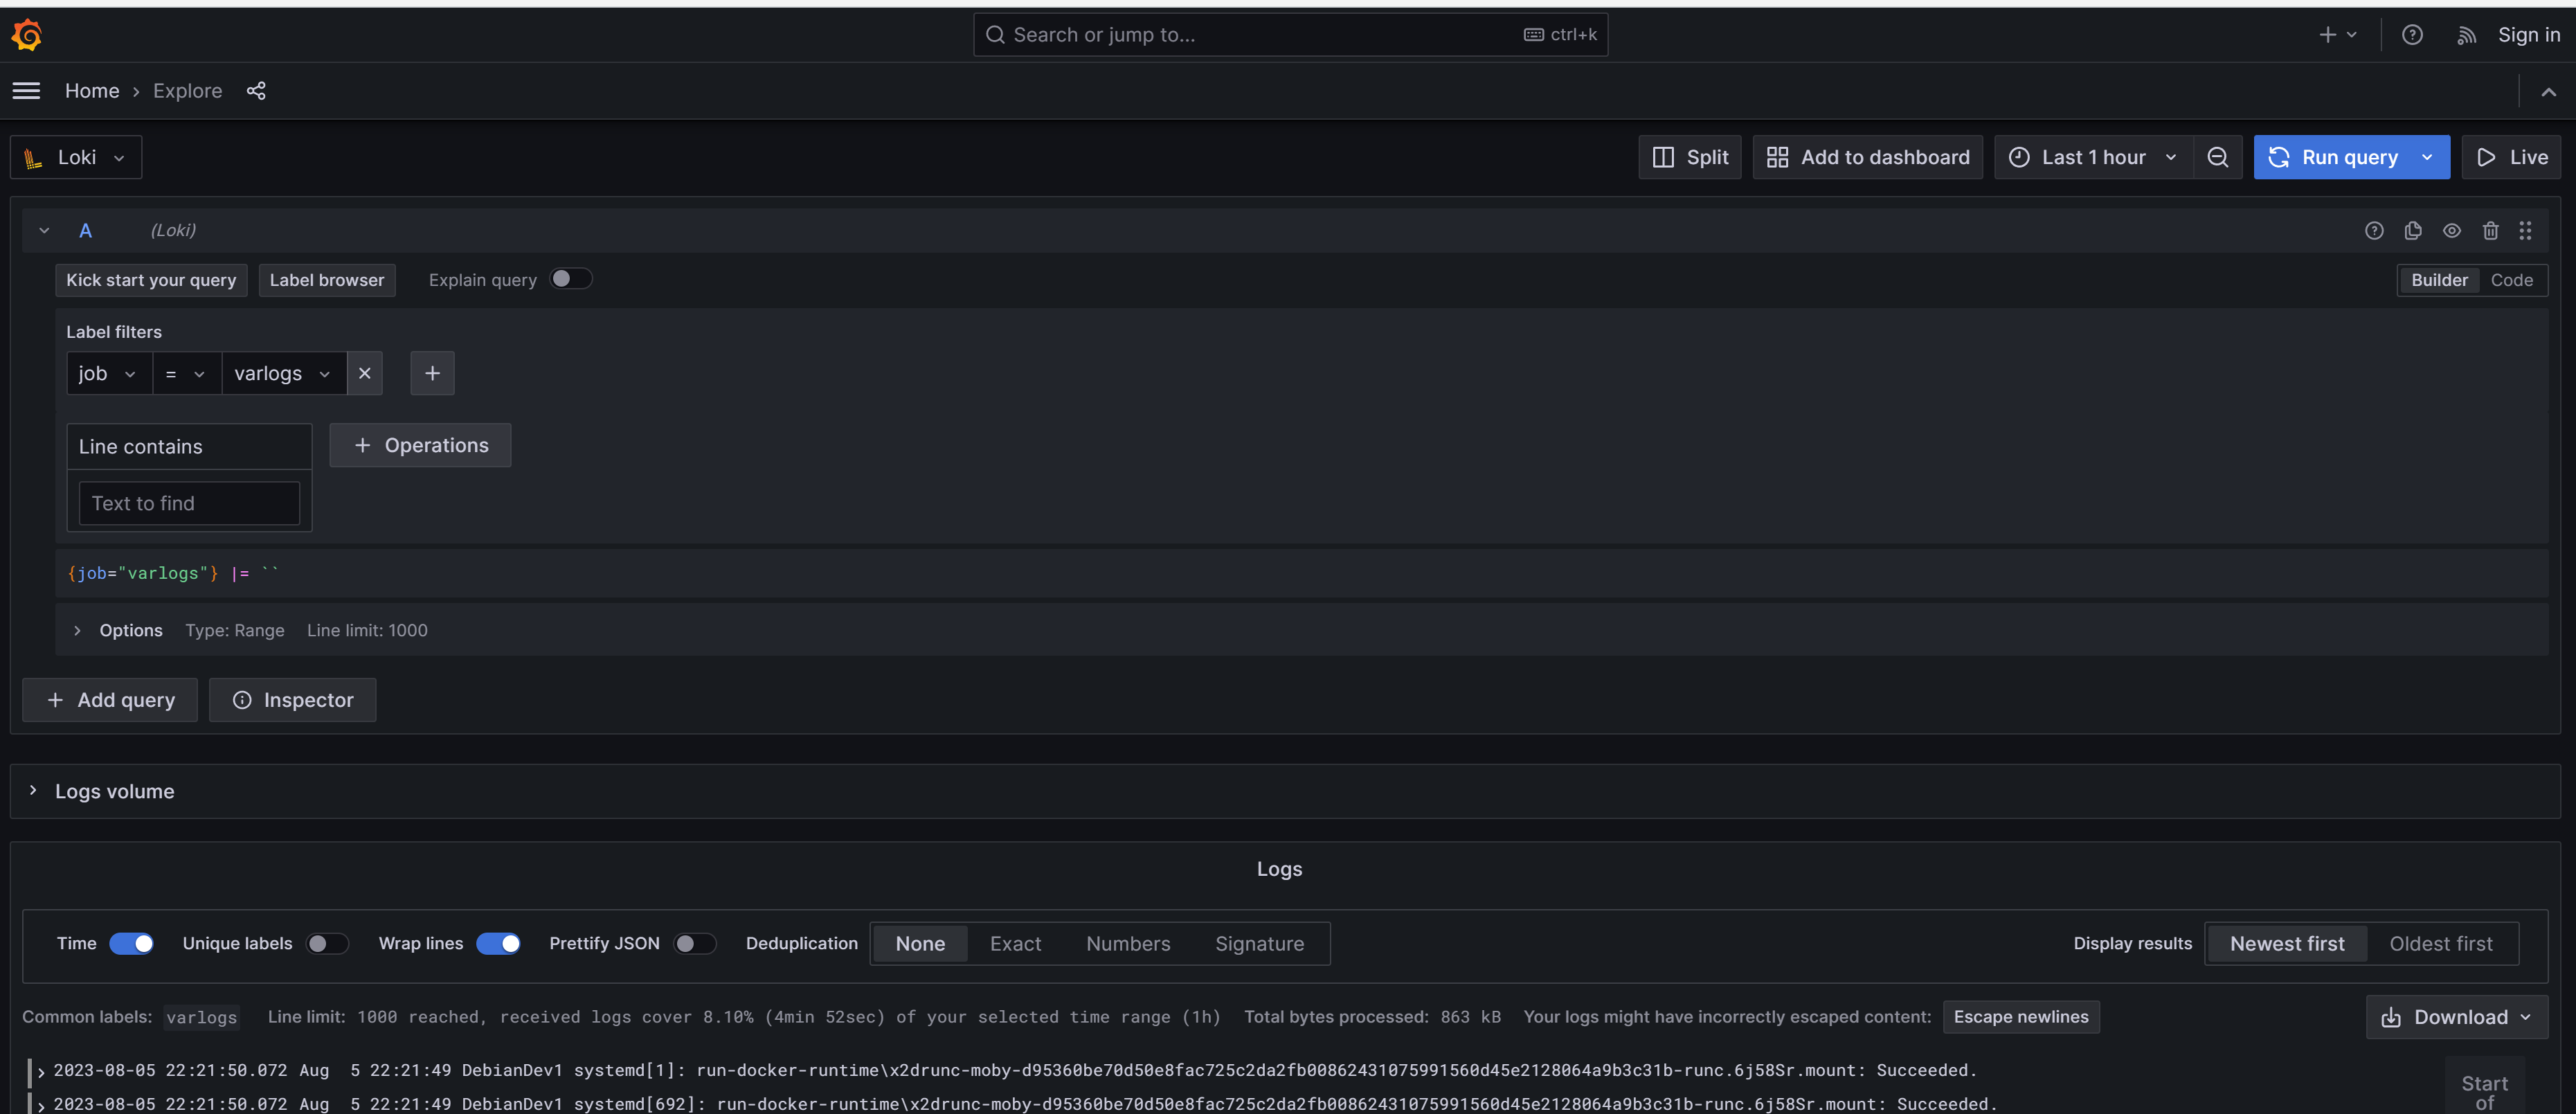 Search or jump to... ctrl+k Sign in
Home › Explore
Loki Split Add to dashboard Last 1 hour Run query Live
A (Loki)
Kick start your query Label browser Explain query Builder Code
Label filters
job = varlogs × +
Line contains + Operations
Text to find
{job="varlogs"} |= ``
Options Type: Range Line limit: 1000
+ Add query Inspector
Logs volume
Logs
Time Unique labels Wrap lines Prettify JSON Deduplication None Exact Numbers Signature Display results Newest first Oldest first
Common labels: varlogs Line limit: 1000 reached, received logs cover 8.10% (4min 52sec) of your selected time range (1h) Total bytes processed: 863 kB Your logs might have incorrectly escaped content: Escape newlines Download
2023-08-05 22:21:50.072 Aug  5 22:21:49 DebianDev1 systemd[1]: run-docker-runtime\x2drunc-moby-d95360be70d50e8fac725c2da2fb00862431075991560d45e2128064a9b3c31b-runc.6j58Sr.mount: Succeeded.
2023-08-05 22:21:50.072 Aug  5 22:21:49 DebianDev1 systemd[692]: run-docker-runtime\x2drunc-moby-d95360be70d50e8fac725c2da2fb00862431075991560d45e2128064a9b3c31b-runc.6j58Sr.mount: Succeeded.
Start
of